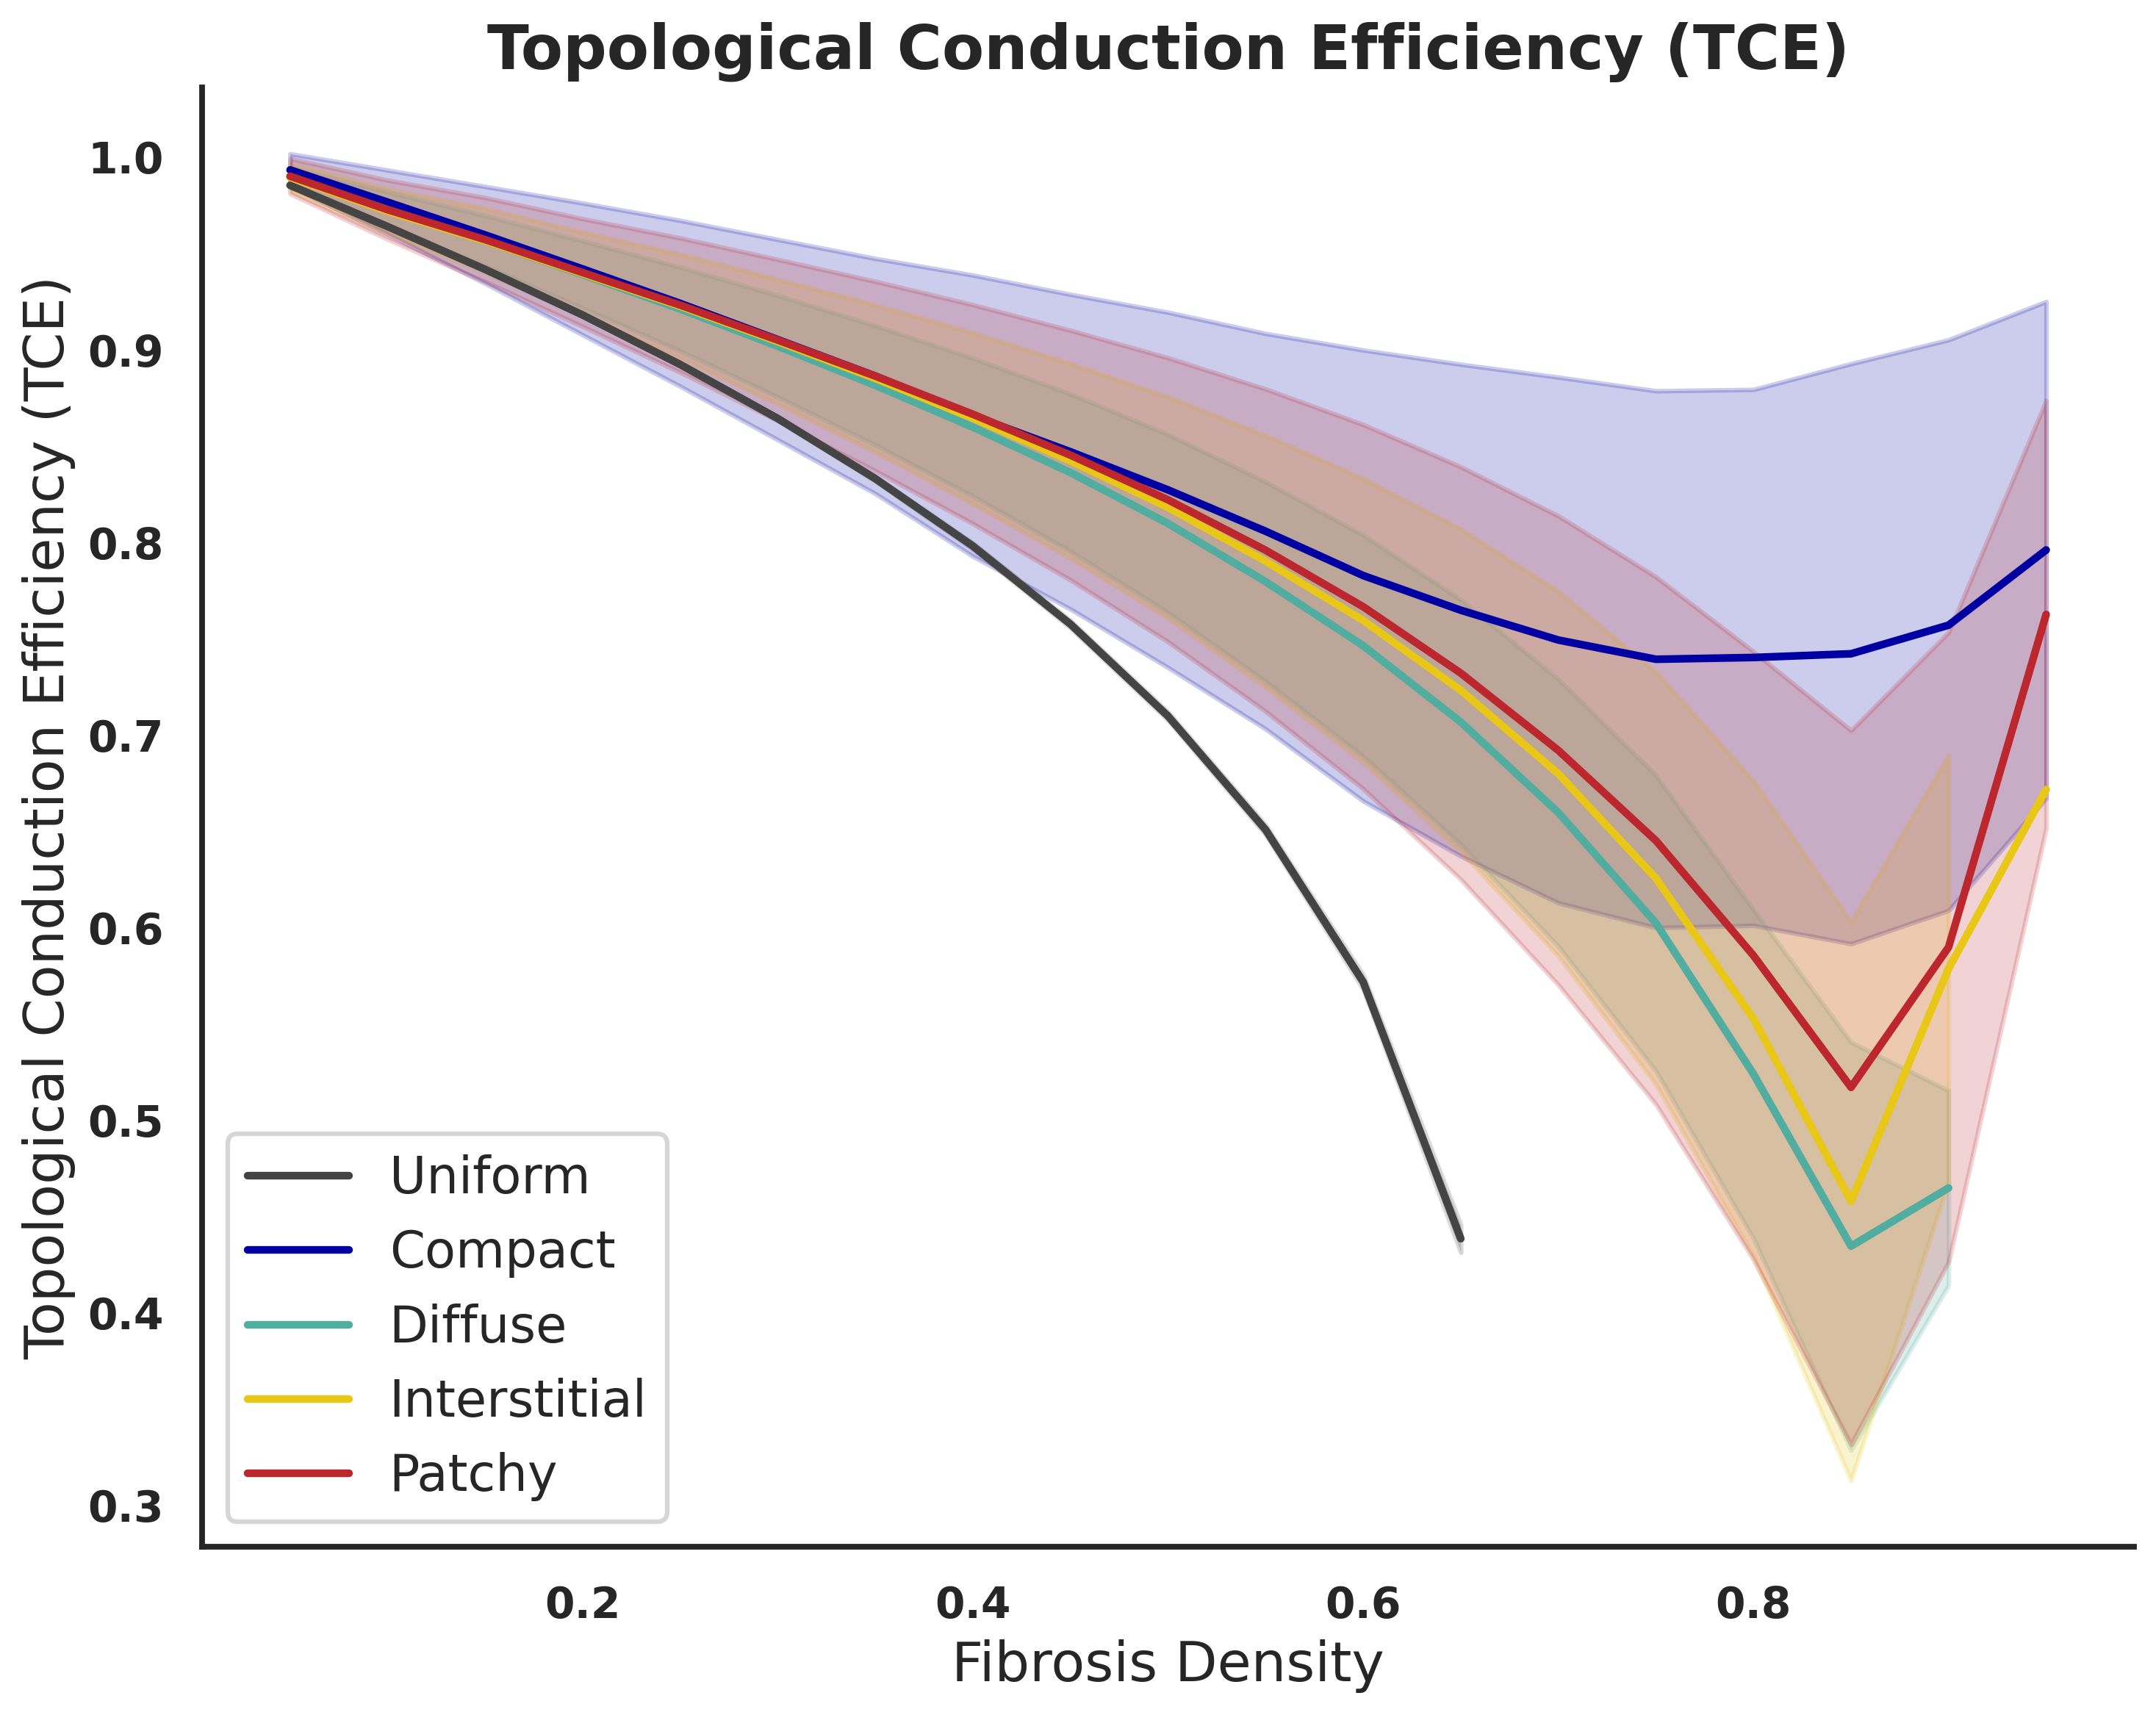 Topological Conduction Efficiency (TCE)
Topological Conduction Efficiency (TCE)
1.0
0.9
0.8
0.7
0.6
0.5
0.4
0.3
Uniform
Compact
Diffuse
Interstitial
Patchy
0.2
0.4
0.6
0.8
Fibrosis Density